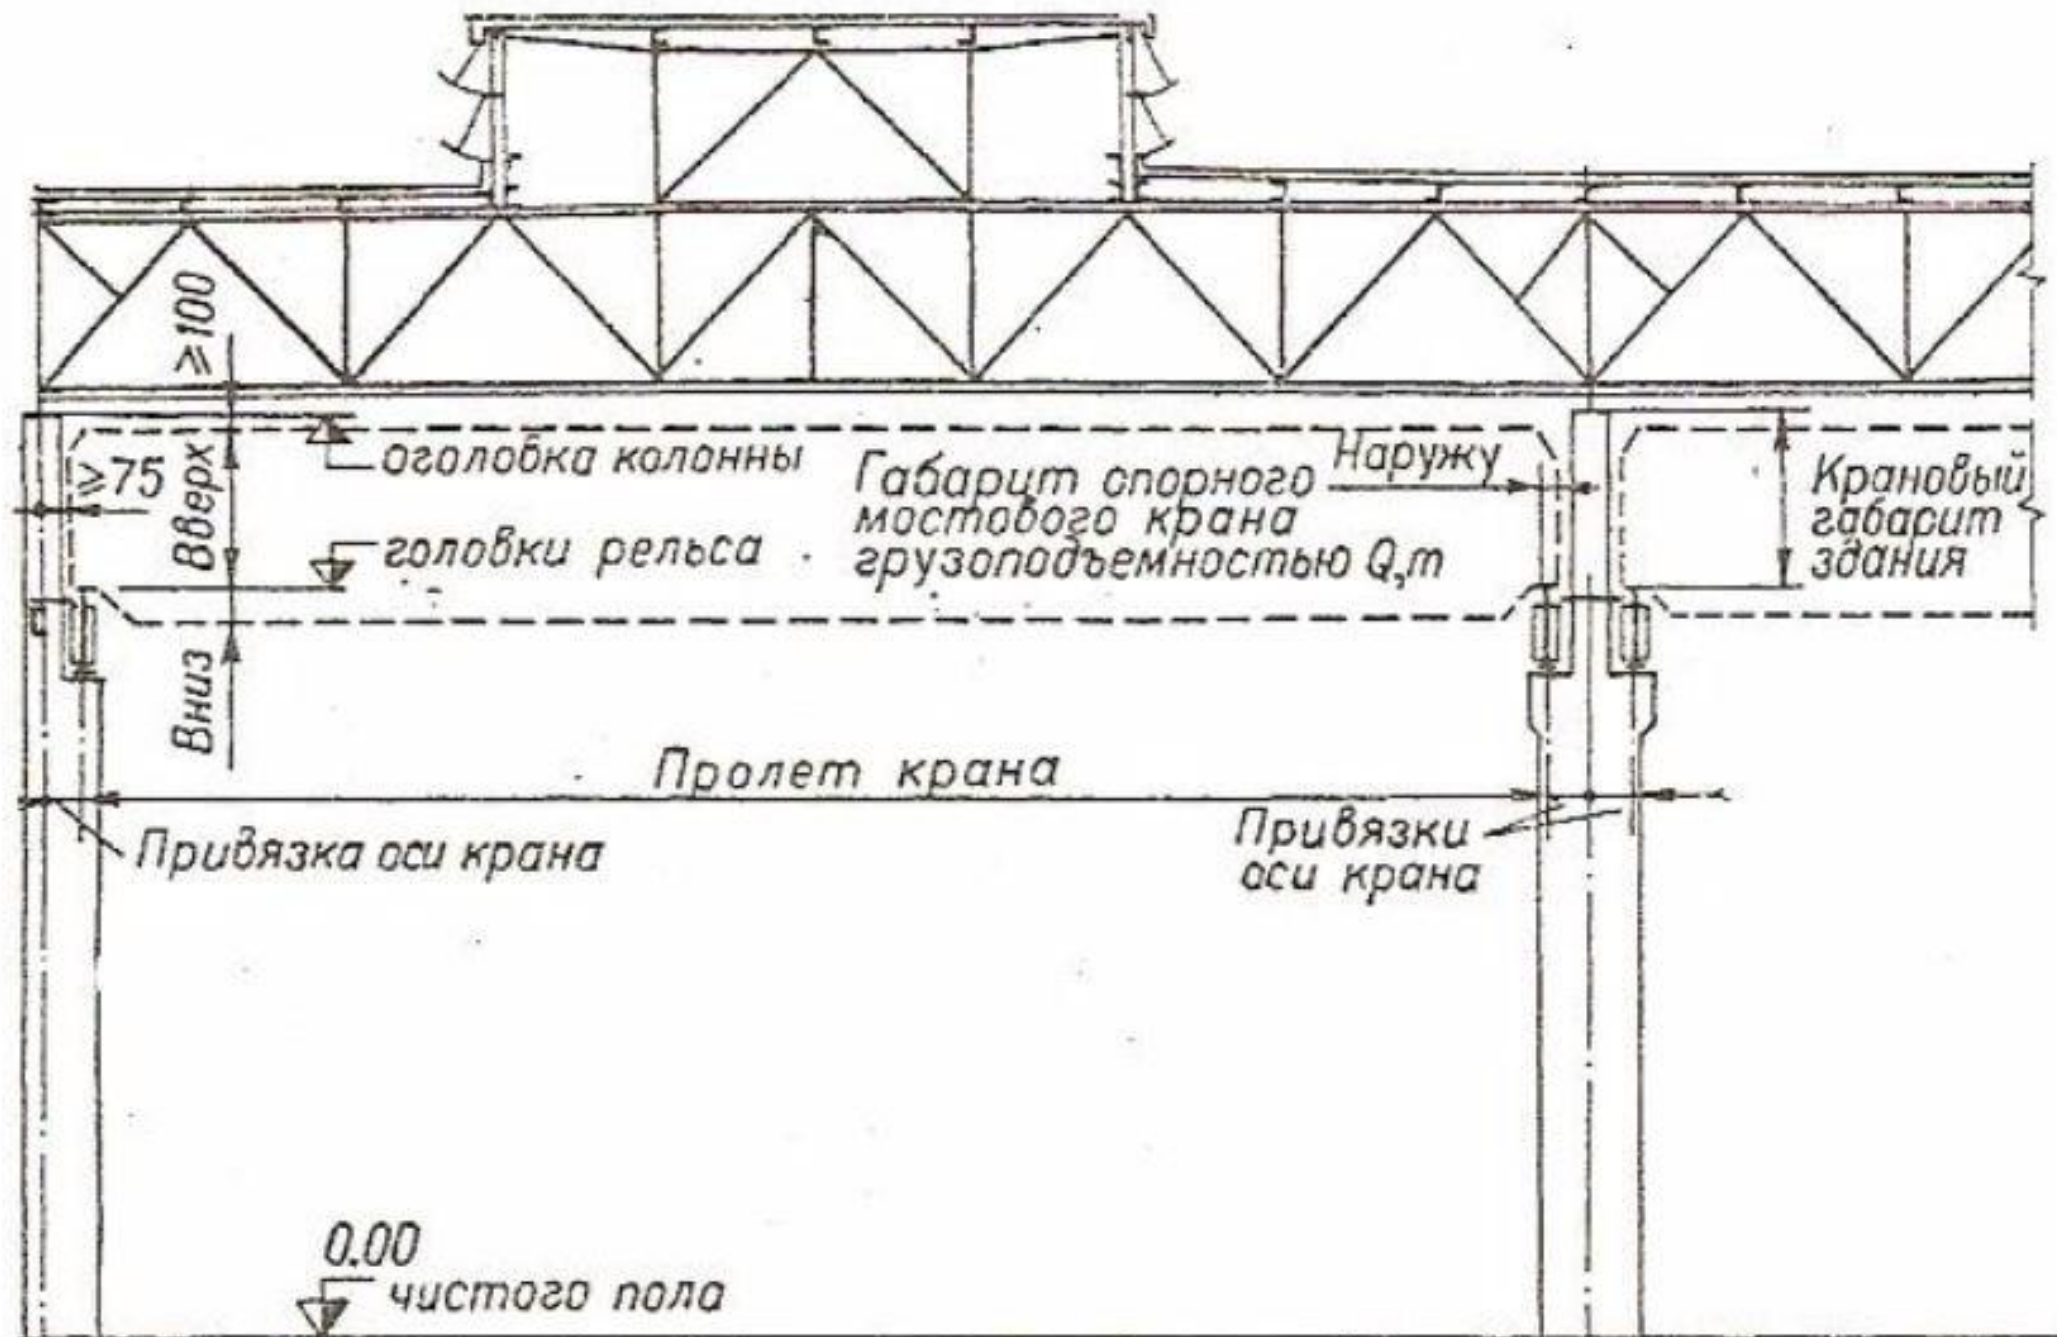 ≥100
оголовка колонны
≥75
Вверх
Габарит опорного
мостового крана
грузоподъемностью Q,т
Наружу
Крановый
габарит
здания
головки рельса
Вниз
Пролет крана
Привязка оси крана
Привязки
оси крана
0.00
чистого пола